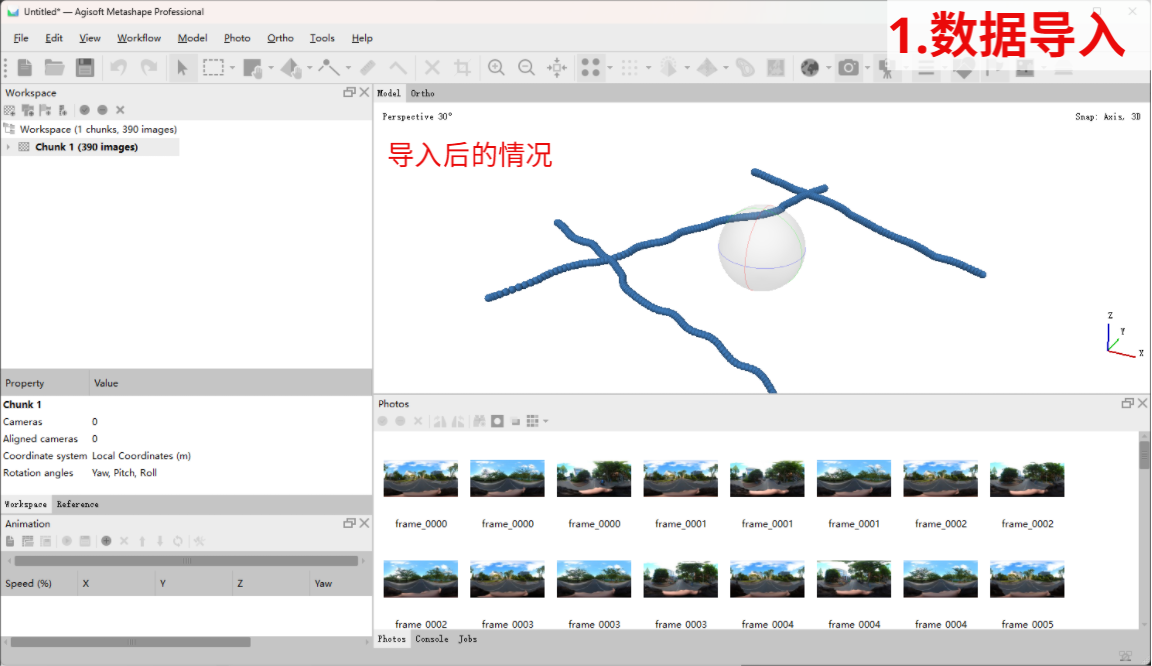 Untitled* — Agisoft Metashape Professional
1.数据导入
File Edit View Workflow Model Photo Ortho Tools Help
Workspace
Model Ortho
Perspective 30°
Snap: Axis, 3D
Workspace (1 chunks, 390 images)
Chunk 1 (390 images)
导入后的情况
Z
Y
X
Property Value
Chunk 1
Cameras 0
Aligned cameras 0
Coordinate system Local Coordinates (m)
Rotation angles Yaw, Pitch, Roll
Workspace Reference
Animation
Speed (%) X Y Z Yaw
Photos
frame_0000 frame_0000 frame_0000 frame_0001 frame_0001 frame_0001 frame_0002 frame_0002
frame_0002 frame_0003 frame_0003 frame_0003 frame_0004 frame_0004 frame_0004 frame_0005
Photos Console Jobs